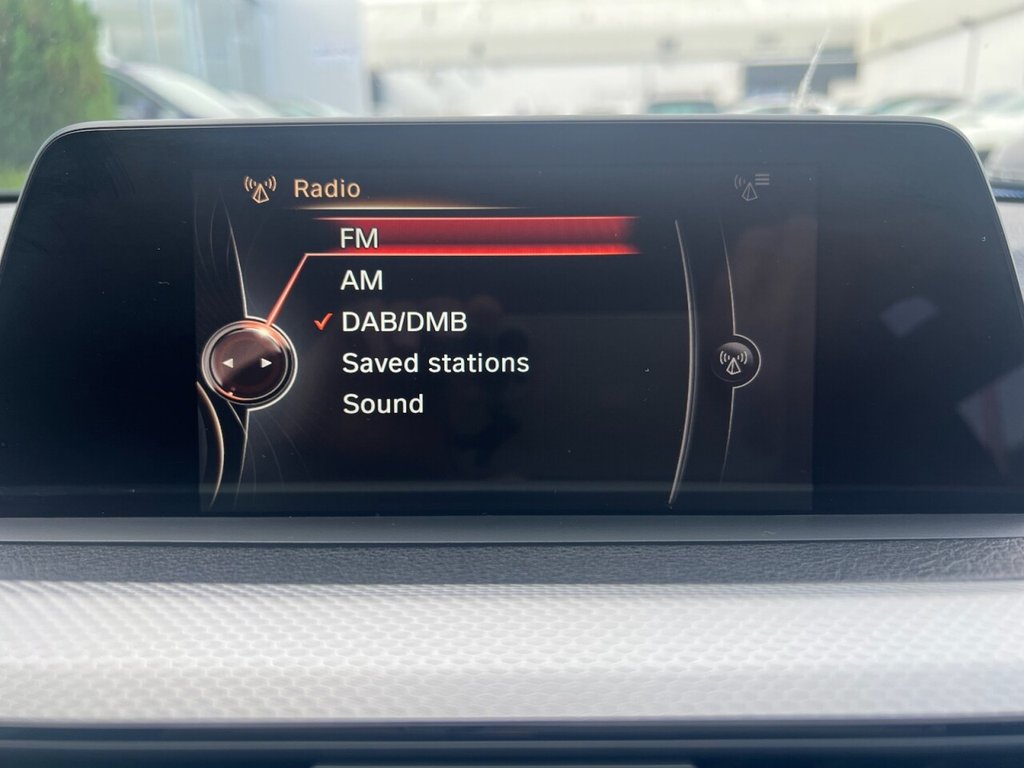 Radio
FM
AM
DAB/DMB
Saved stations
Sound